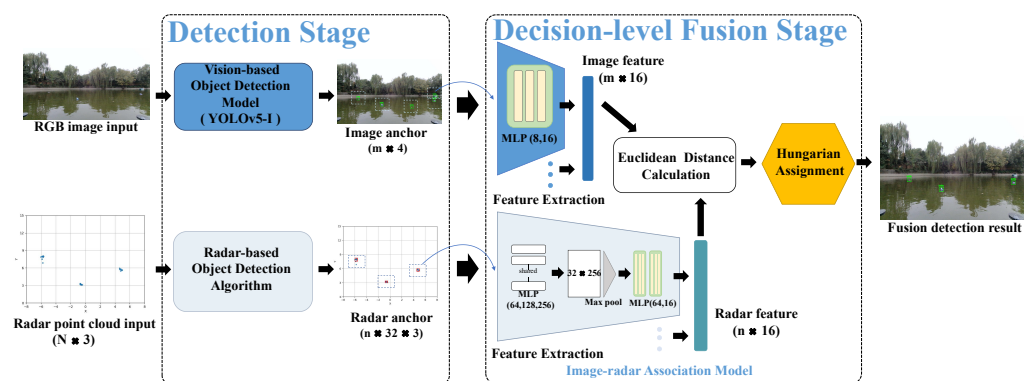 Detection Stage
Decision-level Fusion Stage
RGB image input
Vision-based
Object Detection
Model
( YOLOv5-l )
Image anchor
(m × 4)
MLP (8,16)
Feature Extraction
Image feature
(m × 16)
Euclidean Distance
Calculation
Hungarian
Assignment
Fusion detection result
Radar point cloud input
(N × 3)
Radar-based
Object Detection
Algorithm
Radar anchor
(n × 32 × 3)
shared
MLP
(64,128,256)
32 × 256
Max pool
MLP(64,16)
Feature Extraction
Radar feature
(n × 16)
Image-radar Association Model